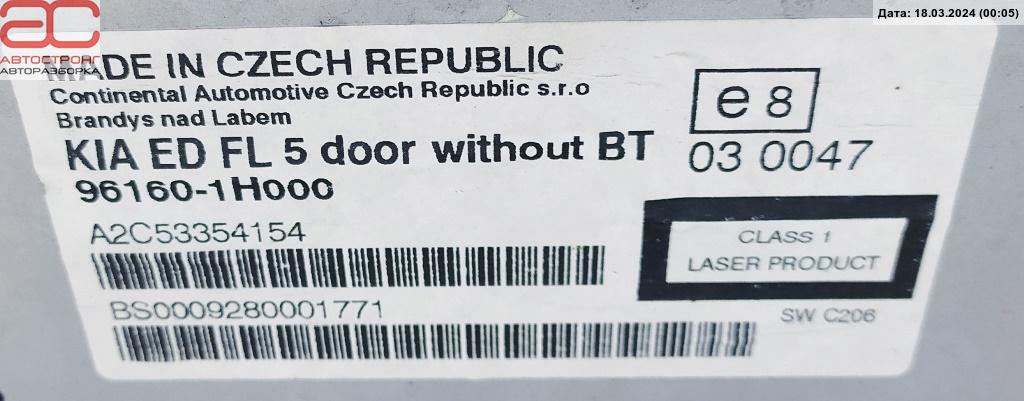 Дата: 18.03.2024 (00:05)
АС
АВТОСТРОНГ
АВТОРАЗБОРКА
MADE IN CZECH REPUBLIC
Continental Automotive Czech Republic s.r.o
Brandys nad Labem
KIA ED FL 5 door without BT
96160-1H000
e8
03 0047
A2C53354154
CLASS 1
LASER PRODUCT
BS0009280001771
SW C206